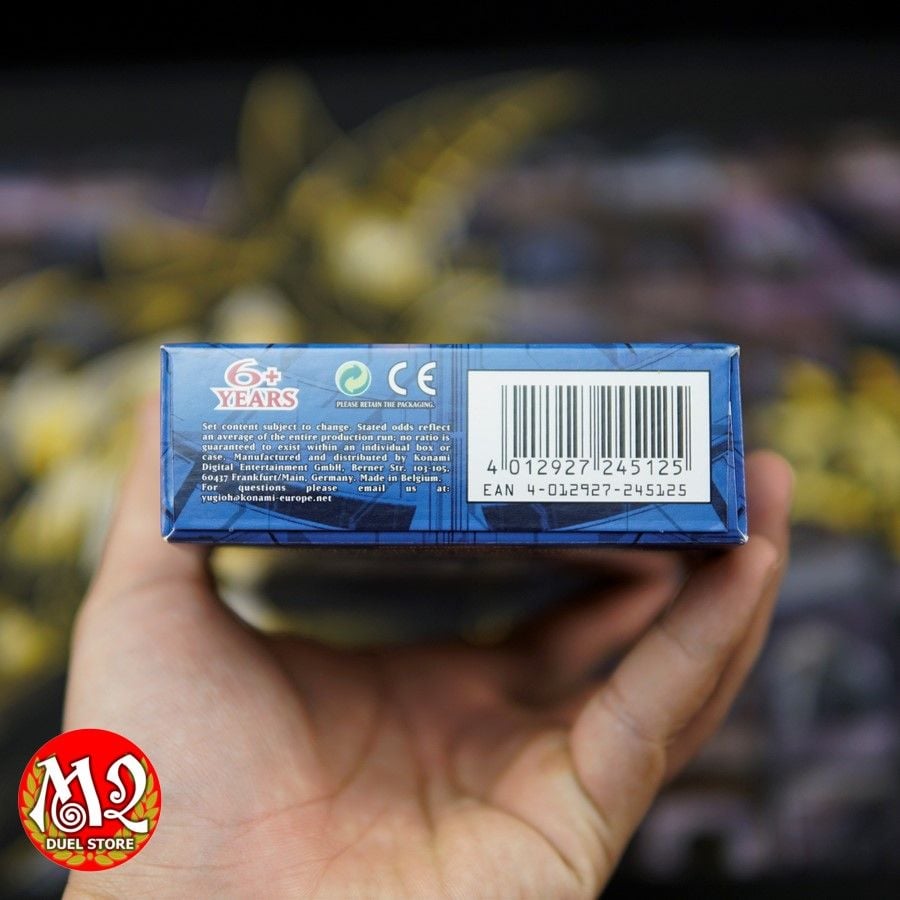 6+
YEARS
CE
PLEASE RETAIN THE PACKAGING.
Set content subject to change. Stated odds reflect
an average of the entire production run; no ratio is
guaranteed to exist within an individual box or
case. Manufactured and distributed by Konami
Digital Entertainment GmbH, Berner Str. 103-105,
60437 Frankfurt/Main, Germany. Made in Belgium.
For questions please email us at:
yugioh@konami-europe.net
4 012927 245125
EAN 4-012927-245125
M2
DUEL STORE